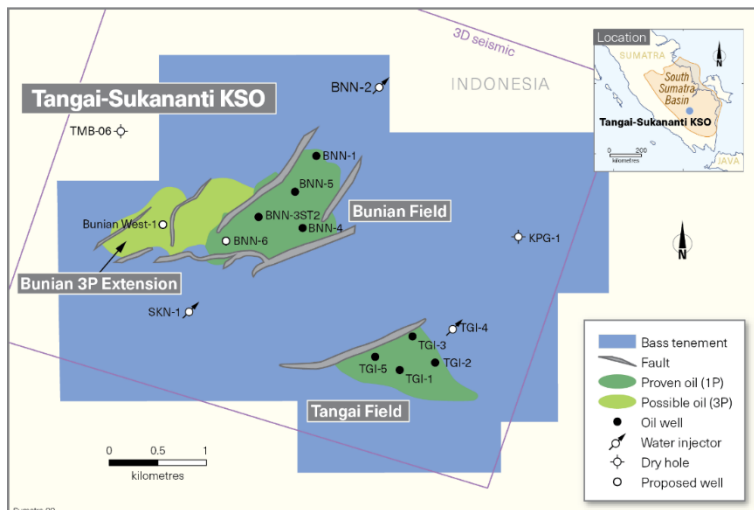 3D seismic
BNN-2
INDONESIA
Tangai-Sukananti KSO
TMB-06
BNN-1
BNN-5
Bunian West-1
BNN-3ST2
Bunian Field
BNN-4
BNN-6
KPG-1
Bunian 3P Extension
SKN-1
TGI-4
TGI-3
TGI-5
TGI-2
TGI-1
Tangai Field
0
1
kilometres
Location
SUMATRA
N
South
Sumatra
Basin
Tangai-Sukananti KSO
0
200
kilometres
JAVA
N
Bass tenement
Fault
Proven oil (1P)
Possible oil (3P)
Oil well
Water injector
Dry hole
Proposed well